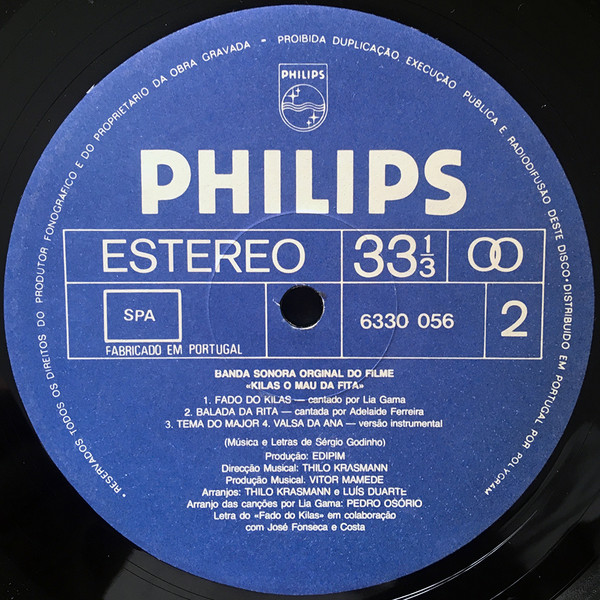 • RESERVADOS TODOS OS DIREITOS DO PRODUTOR FONOGRÁFICO E DO PROPRIETÁRIO DA OBRA GRAVADA - PROIBIDA DUPLICAÇÃO, EXECUÇÃO PUBLICA E RADIODIFUSÃO DESTE DISCO-DISTRIBUIDO EM PORTUGAL POR POLYGRAM
PHILIPS
PHILIPS
ESTEREO 33 1/3
SPA 6330 056 2
FABRICADO EM PORTUGAL
BANDA SONORA ORGINAL DO FILME
«KILAS O MAU DA FITA»
1. FADO DO KILAS — cantado por Lia Gama
2. BALADA DA RITA — cantada por Adelaide Ferreira
3. TEMA DO MAJOR 4. VALSA DA ANA — versão instrumental
(Música e Letras de Sérgio Godinho)
Produção: EDIPIM
Direcção Musical: THILO KRASMANN
Produção Musical: VITOR MAMEDE
Arranjos: THILO KRASMANN e LUÍS DUARTE
Arranjo das canções por Lia Gama: PEDRO OSÓRIO
Letra do «Fado do Kilas» em colaboração
com José Fonseca e Costa